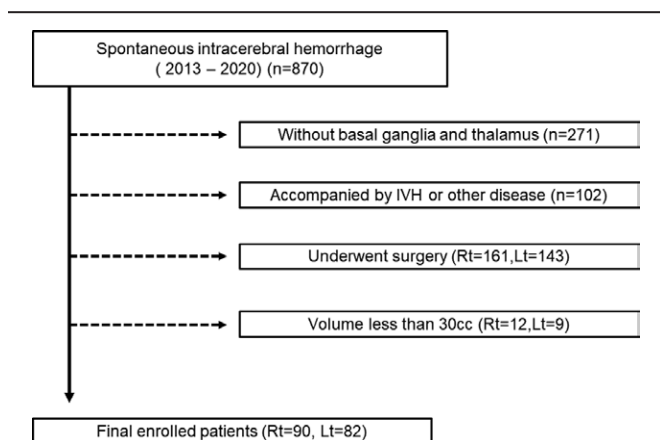 Spontaneous intracerebral hemorrhage
( 2013 – 2020) (n=870)
Without basal ganglia and thalamus (n=271)
Accompanied by IVH or other disease (n=102)
Underwent surgery (Rt=161,Lt=143)
Volume less than 30cc (Rt=12,Lt=9)
Final enrolled patients (Rt=90, Lt=82)